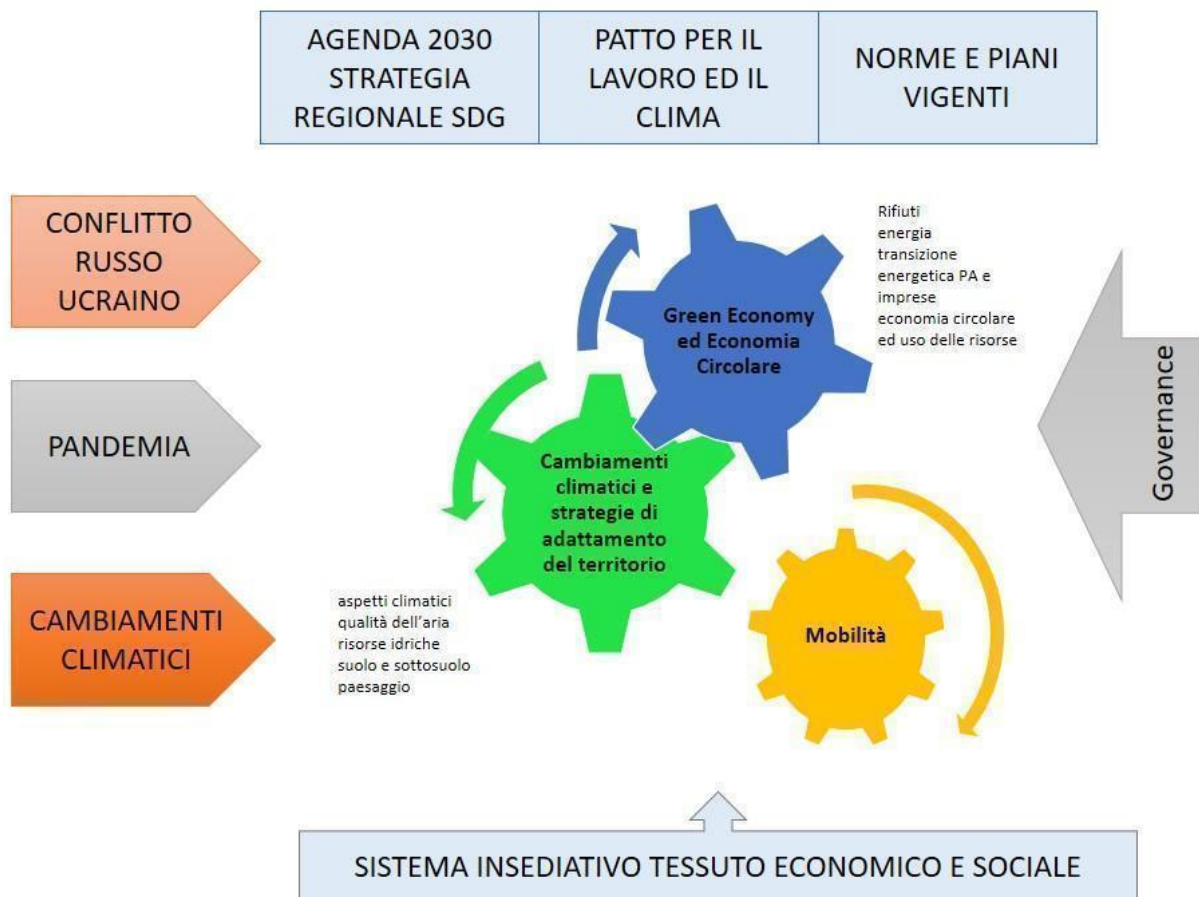 AGENDA 2030
STRATEGIA
REGIONALE SDG
PATTO PER IL
LAVORO ED IL
CLIMA
NORME E PIANI
VIGENTI
CONFLITTO
RUSSO
UCRAINO
PANDEMIA
CAMBIAMENTI
CLIMATICI
Green Economy
ed Economia
Circolare
Rifiuti
energia
transizione
energetica PA e
imprese
economia circolare
ed uso delle risorse
Cambiamenti
climatici e
strategie di
adattamento
del territorio
aspetti climatici
qualità dell'aria
risorse idriche
suolo e sottosuolo
paesaggio
Mobilità
Governance
SISTEMA INSEDIATIVO TESSUTO ECONOMICO E SOCIALE